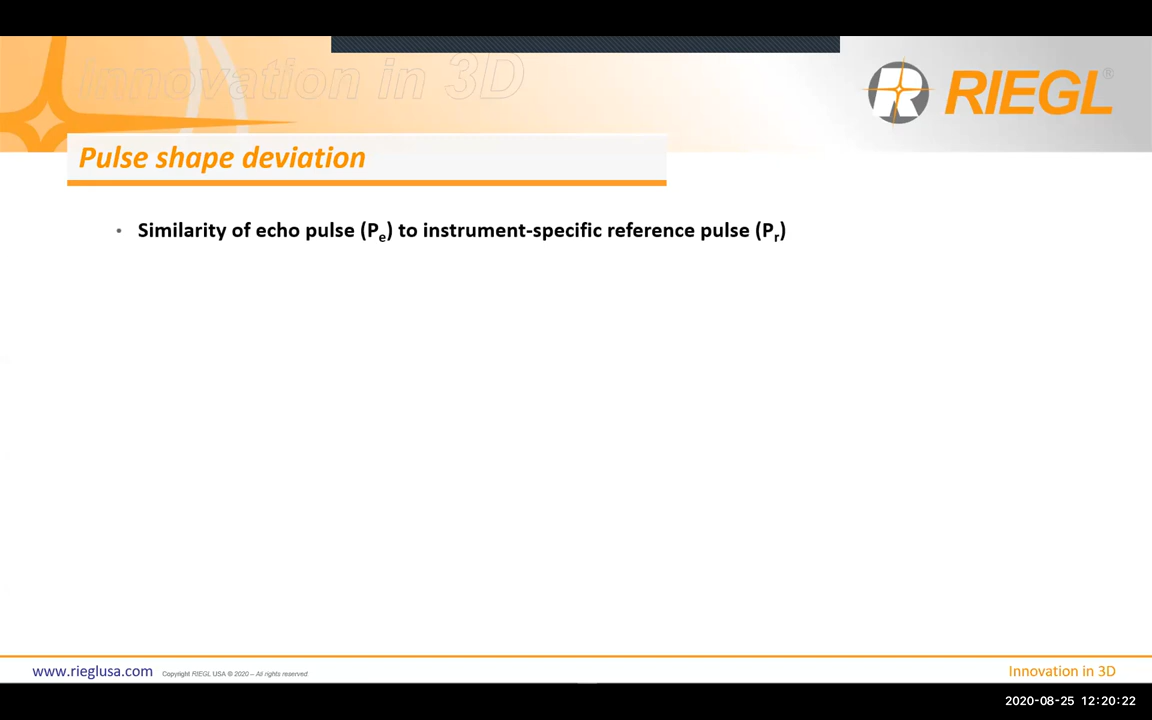 Innovation in 3D
RIEGL®
Pulse shape deviation
• Similarity of echo pulse (Pe) to instrument-specific reference pulse (Pr)
www.rieglusa.com Copyright RIEGL USA © 2020 – All rights reserved. Innovation in 3D
2020-08-25 12:20:22